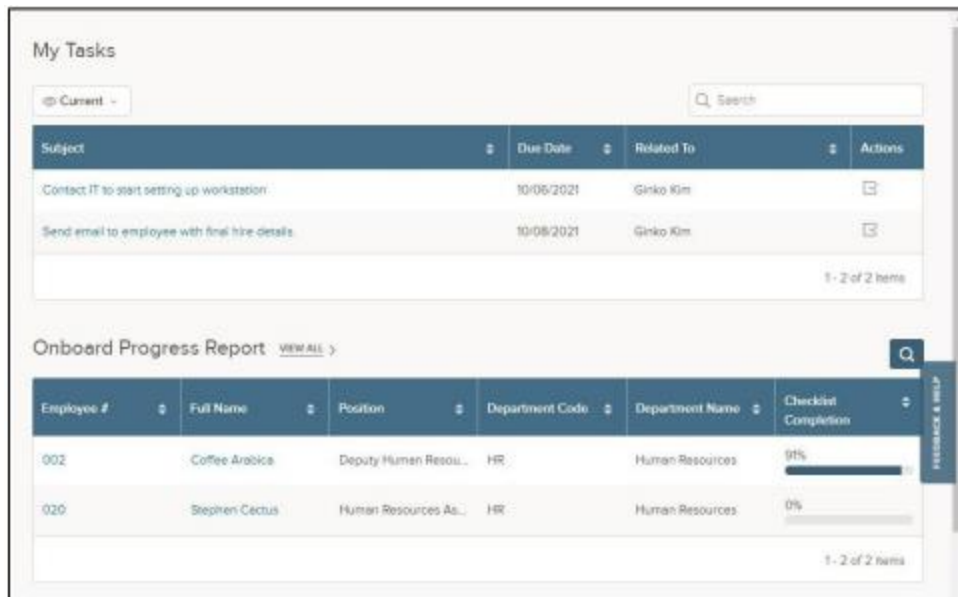 My Tasks
Current
Search
Subject Due Date Related To Actions
Contact IT to start setting up workstation 10/06/2021 Ginko Kim
Send email to employee with final hire details 10/08/2021 Ginko Kim
1 - 2 of 2 items
Onboard Progress Report VIEW ALL >
Employee # Full Name Position Department Code Department Name Checklist
Completion
002 Coffee Arabica Deputy Human Resou... HR Human Resources 91%
020 Stephen Cactus Human Resources As... HR Human Resources 0%
1 - 2 of 2 items
FEEDBACK & HELP